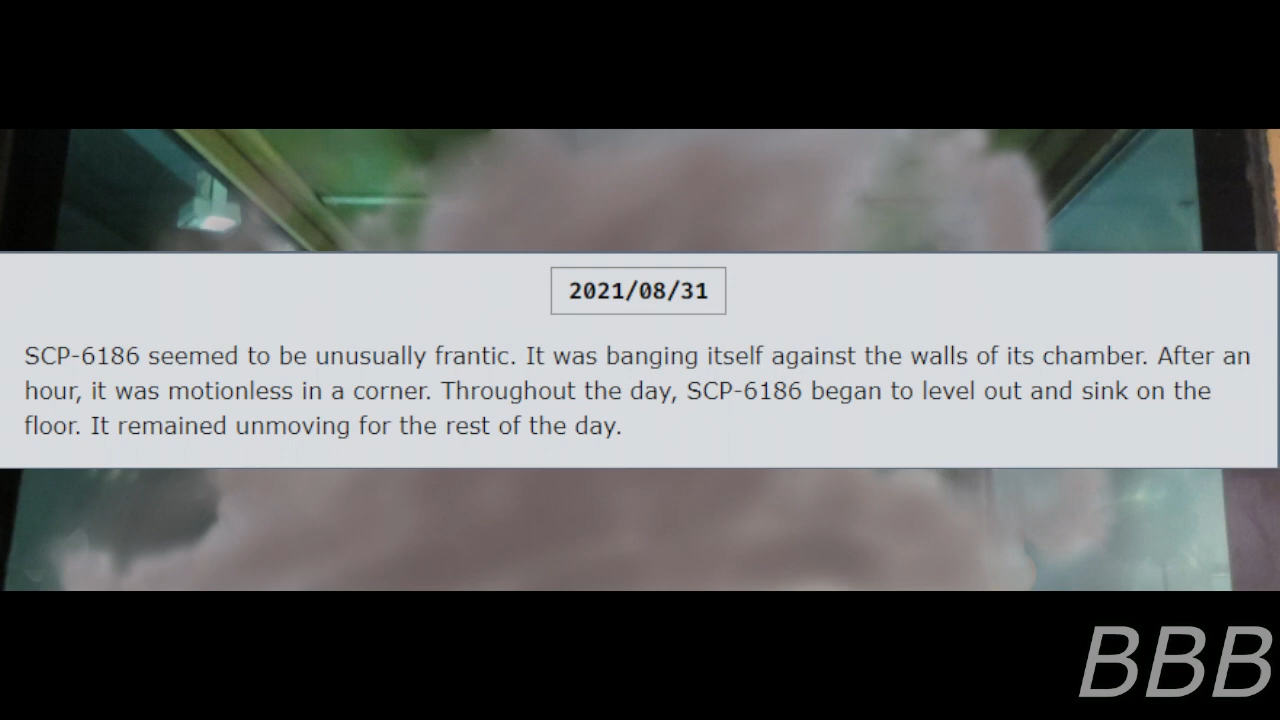 2021/08/31
SCP-6186 seemed to be unusually frantic. It was banging itself against the walls of its chamber. After an
hour, it was motionless in a corner. Throughout the day, SCP-6186 began to level out and sink on the
floor. It remained unmoving for the rest of the day.
BBB